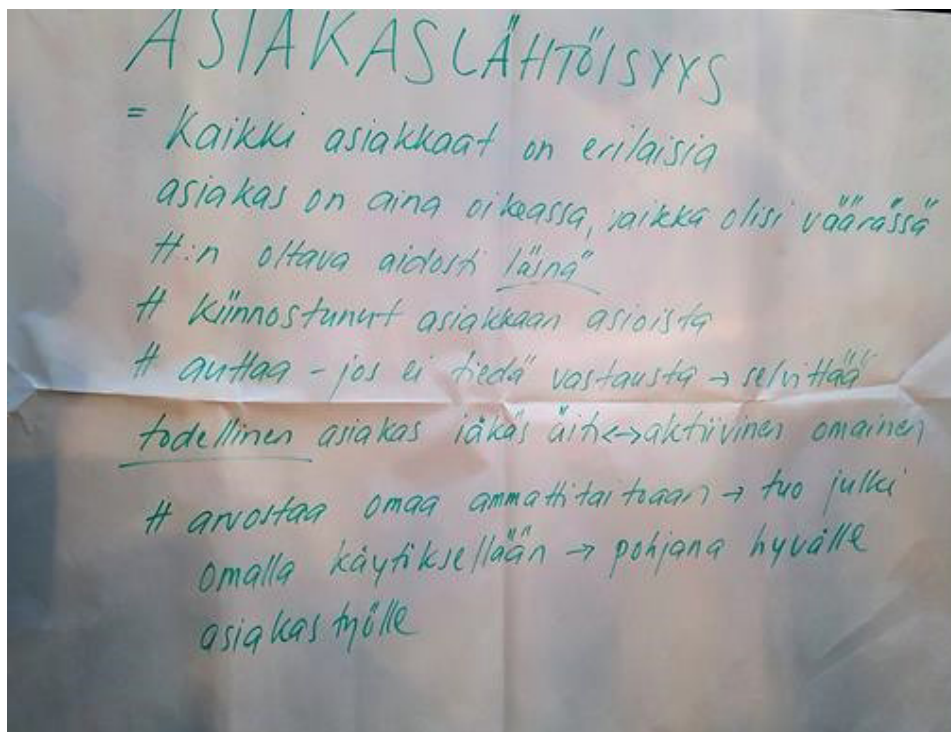 ASIAKASLÄHTÖISYYS
= Kaikki asiakkaat on erilaisia
asiakas on aina oikeassa, vaikka olisi väärässä
H:n oltava aidosti läsnä
H kiinnostunut asiakkaan asioista
H auttaa - jos ei tiedä vastausta → selvittää
todellinen asiakas iäkäs äiti <-> aktiivinen omainen
H arvostaa omaa ammattitaitoaan → tuo julki
omalla käytöksellään → pohjana hyvälle
asiakastyölle